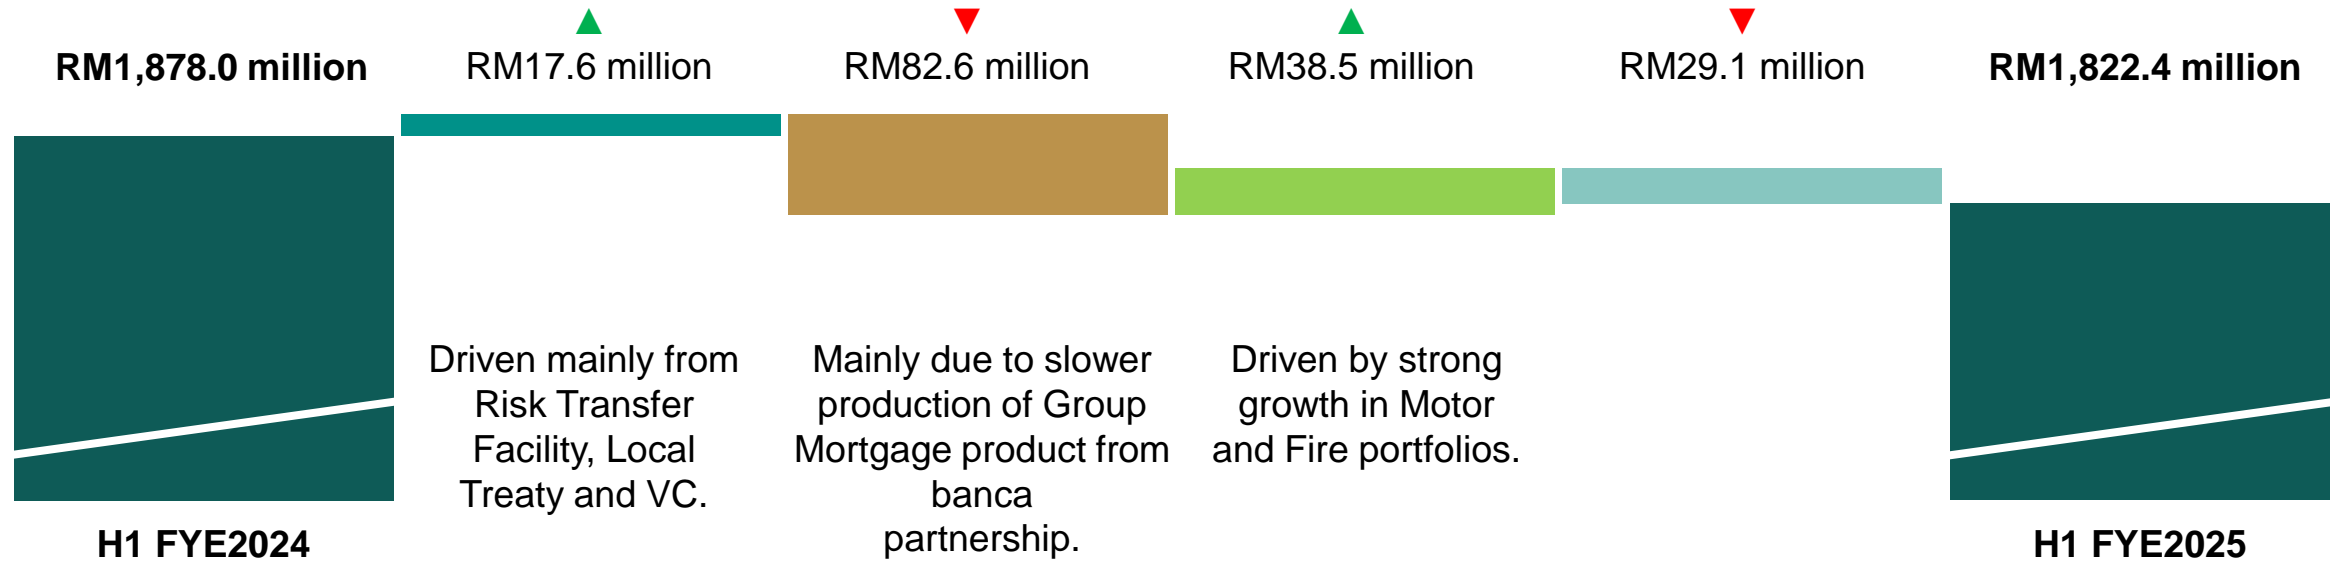 RM1,878.0 million
▲
RM17.6 million
▼
RM82.6 million
▲
RM38.5 million
▼
RM29.1 million
RM1,822.4 million
Driven mainly from
Risk Transfer
Facility, Local
Treaty and VC.
Mainly due to slower
production of Group
Mortgage product from
banca
partnership.
Driven by strong
growth in Motor
and Fire portfolios.
H1 FYE2024
H1 FYE2025